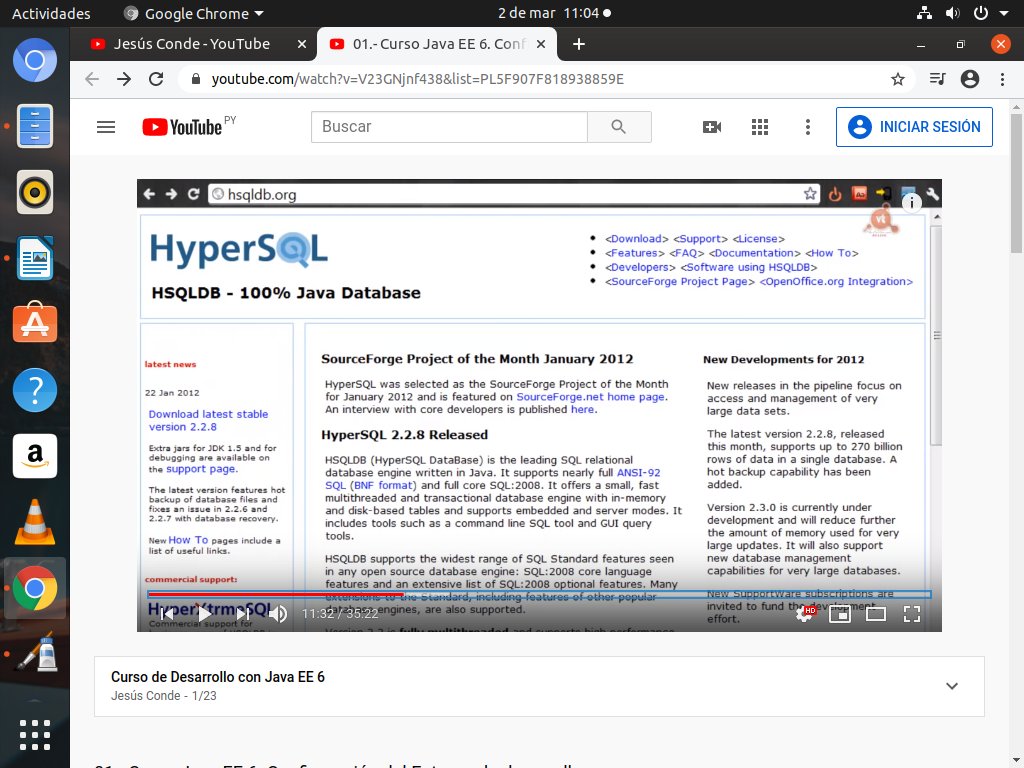 Actividades
Google Chrome
2 de mar 11:04
Jesús Conde - YouTube
01.- Curso Java EE 6. Conf
youtube.com/watch?v=V23GNjnf438&list=PL5F907F818938859E
YouTube PY
Buscar
INICIAR SESIÓN
hsqldb.org
HyperSQL
HSQLDB - 100% Java Database
<Download> <Support> <License>
<Features> <FAQ> <Documentation> <How To>
<Developers> <Software using HSQLDB>
<SourceForge Project Page> <OpenOffice.org Integration>
vt
latest news
22 Jan 2012
Download latest stable
version 2.2.8
Extra jars for JDK 1.5 and for
debugging are available on
the support page.
The latest version features hot
backup of database files and
fixes an issue in 2.2.6 and
2.2.7 with database recovery.
New How To pages include a
list of useful links.
commercial support:
HyperXtremeSQL
Commercial support for
SourceForge Project of the Month January 2012
HyperSQL was selected as the SourceForge Project of the Month
for January 2012 and is featured on SourceForge.net home page.
An interview with core developers is published here.
HyperSQL 2.2.8 Released
HSQLDB (HyperSQL DataBase) is the leading SQL relational
database engine written in Java. It supports nearly full ANSI-92
SQL (BNF format) and full core SQL:2008. It offers a small, fast
multithreaded and transactional database engine with in-memory
and disk-based tables and supports embedded and server modes. It
includes tools such as a command line SQL tool and GUI query
tools.
HSQLDB supports the widest range of SQL Standard features seen
in any open source database engine: SQL:2008 core language
features and an extensive list of SQL:2008 optional features. Many
extensions to the Standard, including features of other popular
database engines, are also supported.
Version 2.2 is fully multithreaded and supports high performance
New Developments for 2012
New releases in the pipeline focus on
access and management of very
large data sets.
The latest version 2.2.8, released
this month, supports up to 270 billion
rows of data in a single database. A
hot backup capability has been
added.
Version 2.3.0 is currently under
development and will reduce further
the amount of memory used for very
large updates. It will also support
new database management
capabilities for very large databases.
New SupportWare subscriptions are
invited to fund the development
effort.
11:32 / 35:22
HD
Curso de Desarrollo con Java EE 6
Jesús Conde - 1/23